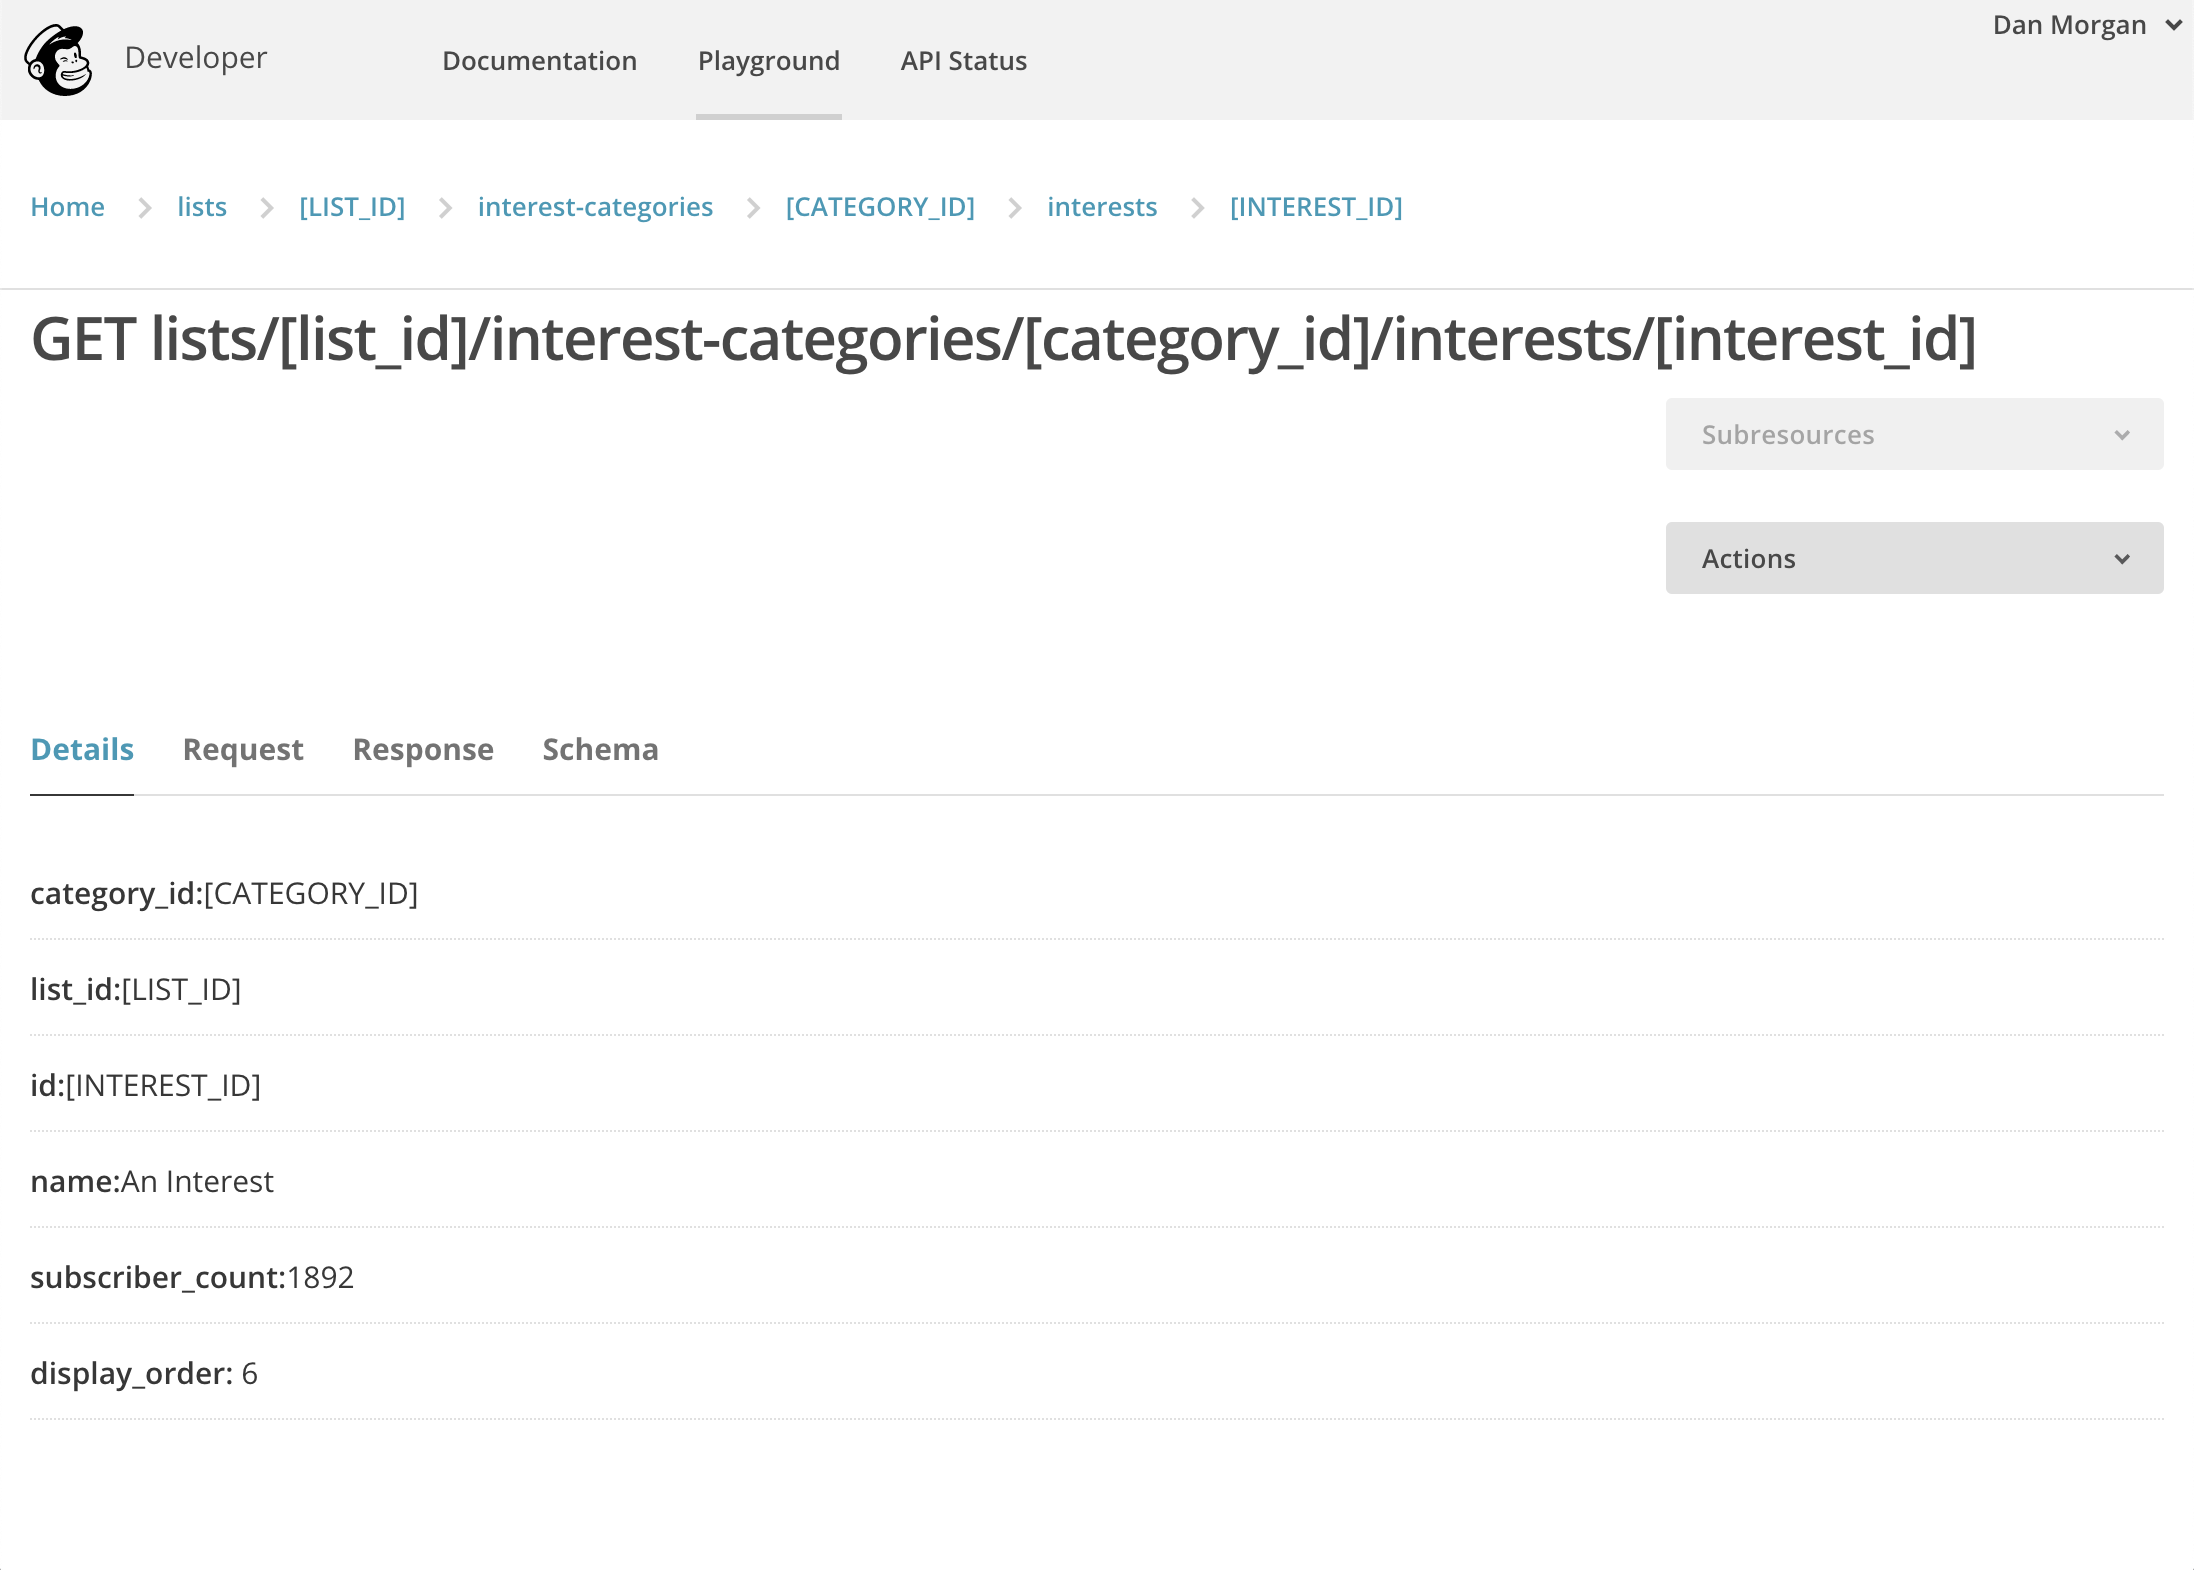 Developer Documentation Playground API Status Dan Morgan
Home lists [LIST_ID] interest-categories [CATEGORY_ID] interests [INTEREST_ID]
GET lists/[list_id]/interest-categories/[category_id]/interests/[interest_id]
Subresources
Actions
Details Request Response Schema
category_id:[CATEGORY_ID]
list_id:[LIST_ID]
id:[INTEREST_ID]
name:An Interest
subscriber_count:1892
display_order: 6